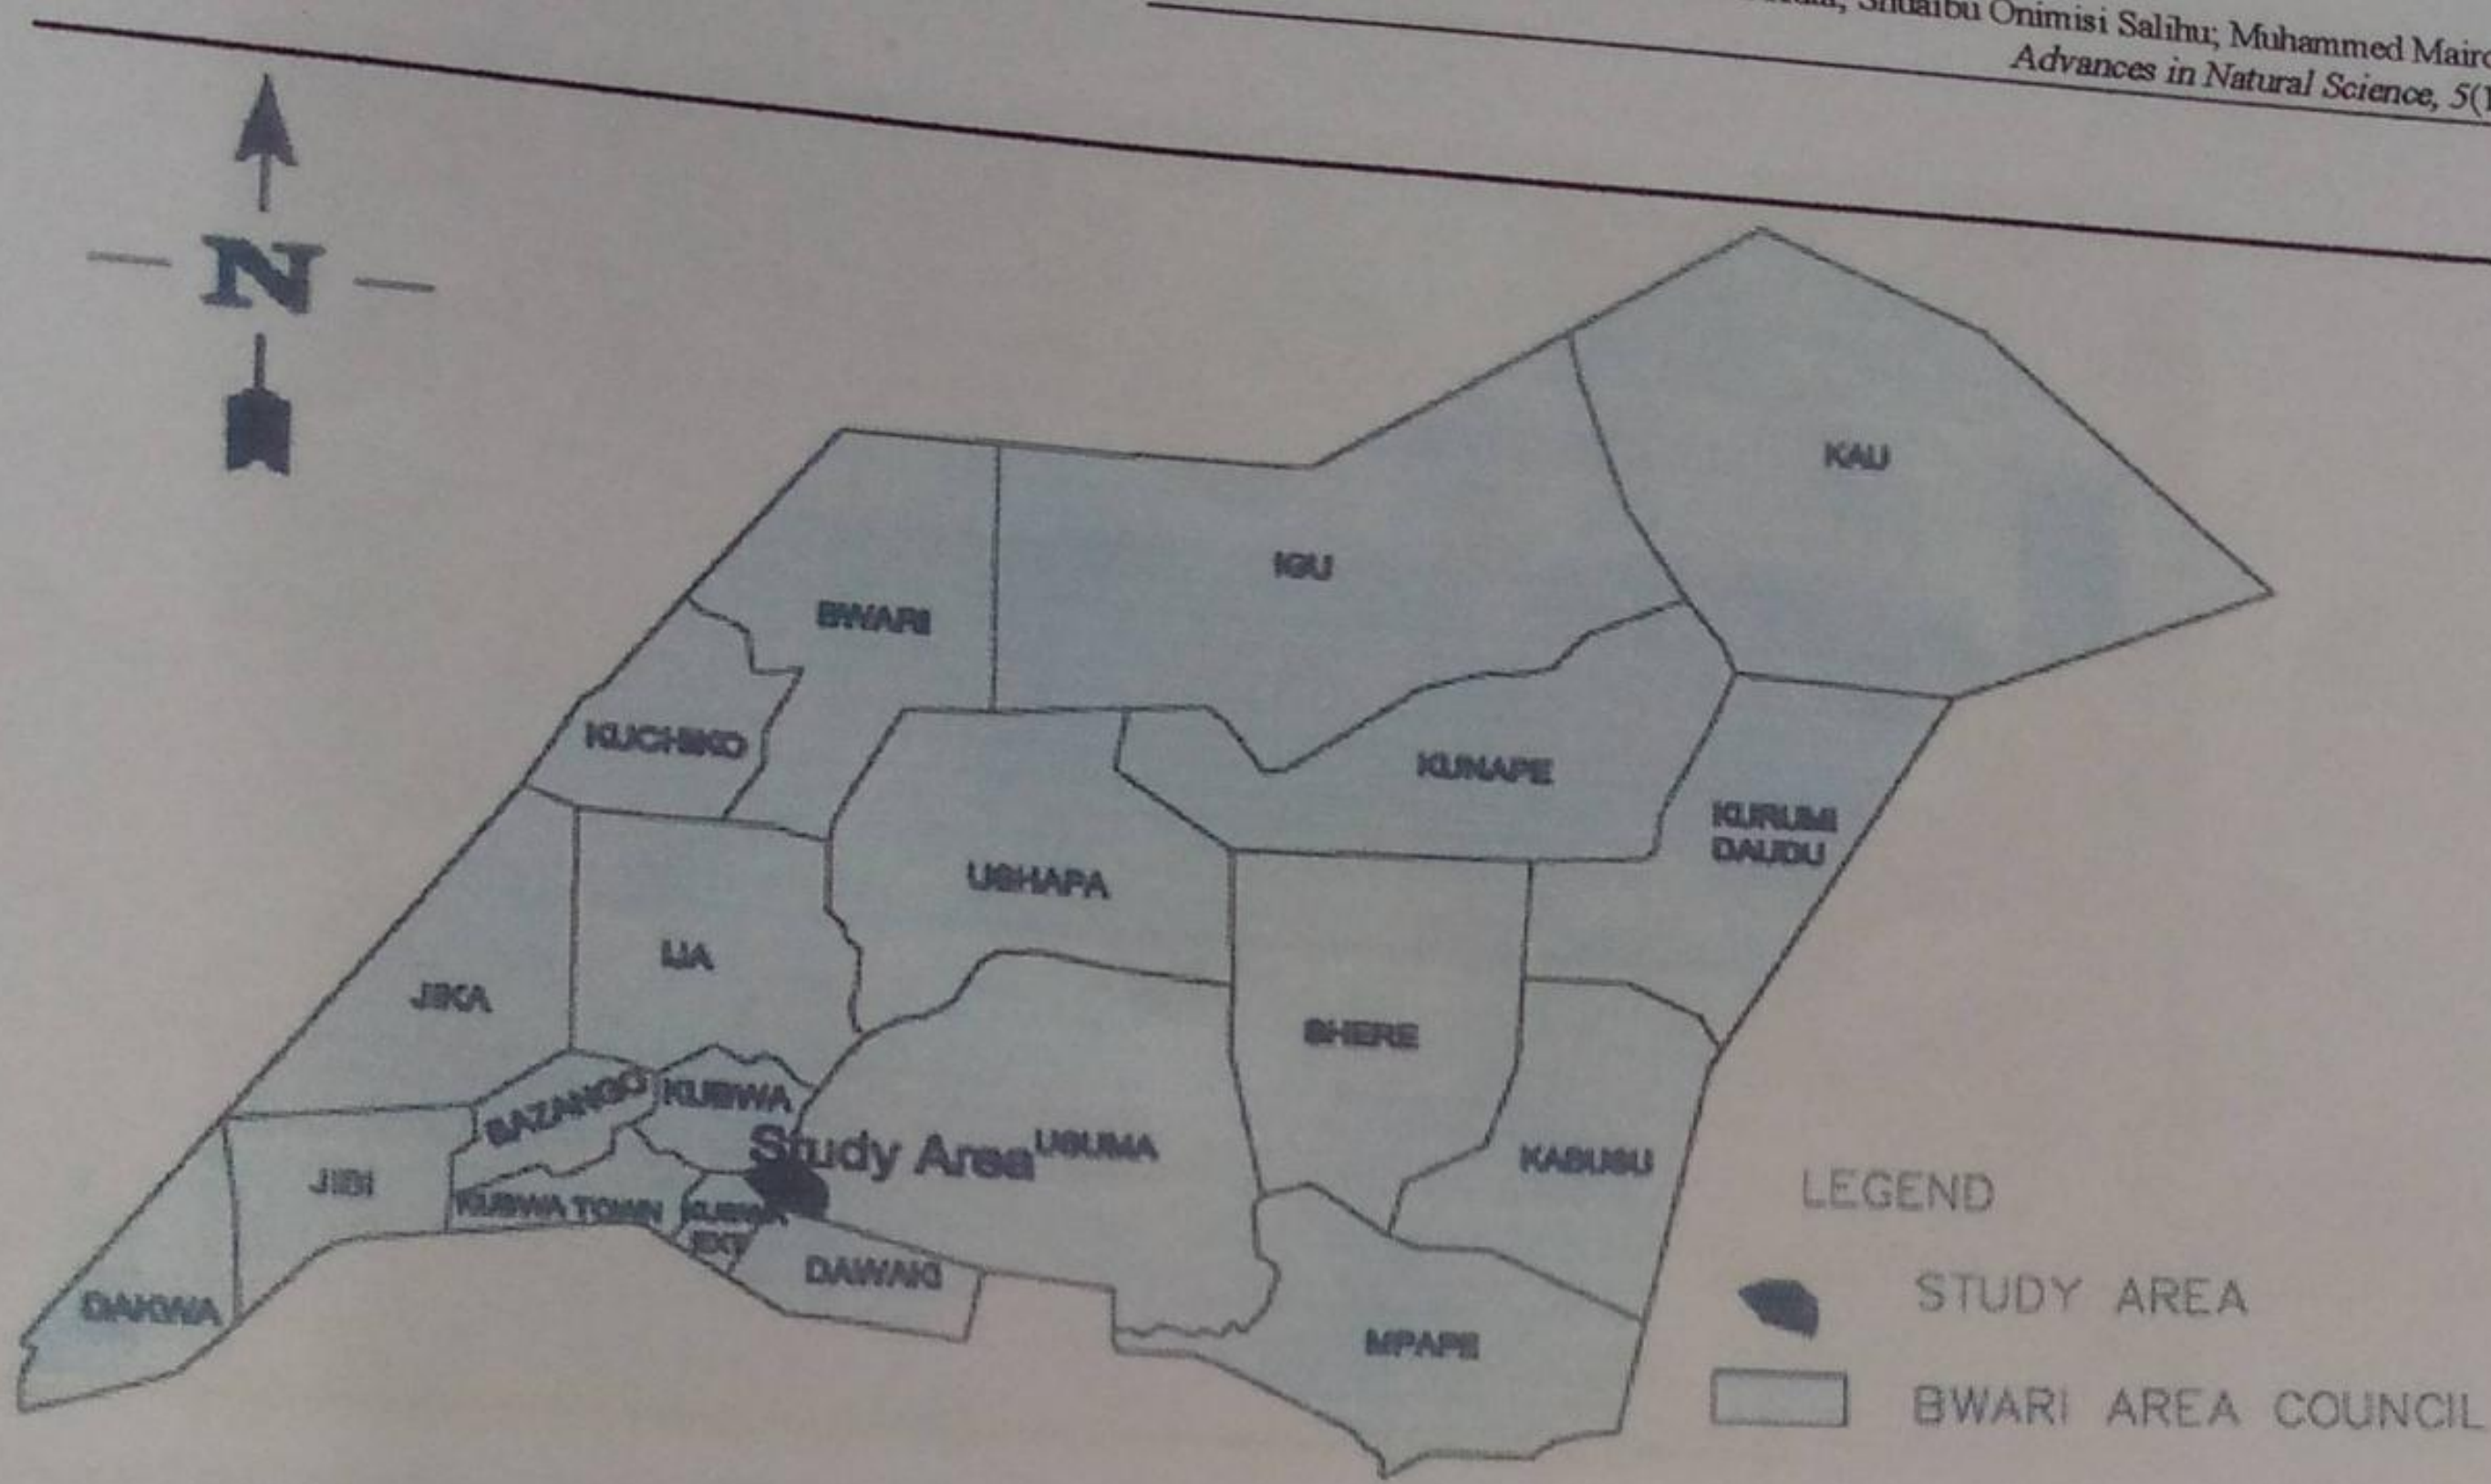 Shuaibu Onimisi Salihu; Muhammed
Advances in Natural Science, 5(1
N
KAU
IGU
BWARI
KUCHIKO
KUNAPE
KURUMI
DAUDU
USHAPA
IJA
JIKA
SHERE
BAZANGO
KUBWA
Study Area
USUMA
KABUSU
JIBI
KUBWA TOWN
KUBWA
EXT
DAWAKI
DAKWA
MPAPE
LEGEND
STUDY AREA
BWARI AREA COUNCIL